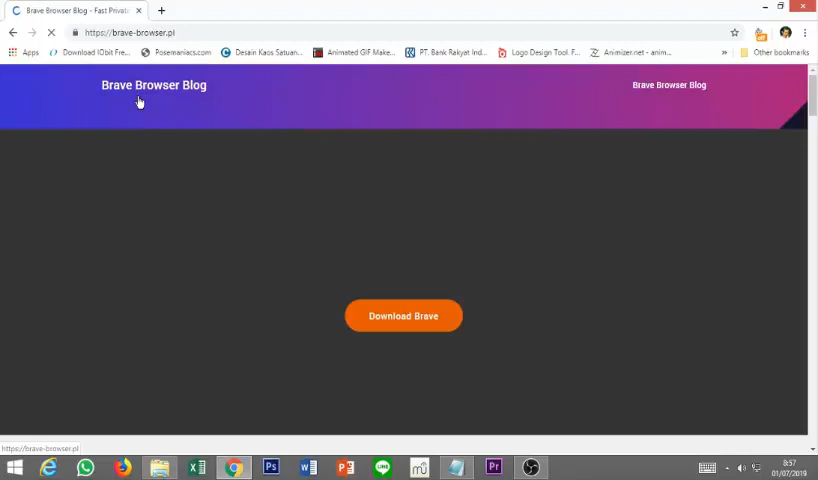 Brave Browser Blog - Fast Privat
https://brave-browser.pl
Apps
Download IObit Fre...
Posemaniacs.com
Desain Kaos Satuan...
Animated GIF Make...
PT. Bank Rakyat Ind...
Logo Design Tool. F...
Animizer.net - anim...
»
Other bookmarks
Brave Browser Blog
Brave Browser Blog
Download Brave
https://brave-browser.pl
8:57
01/07/2019